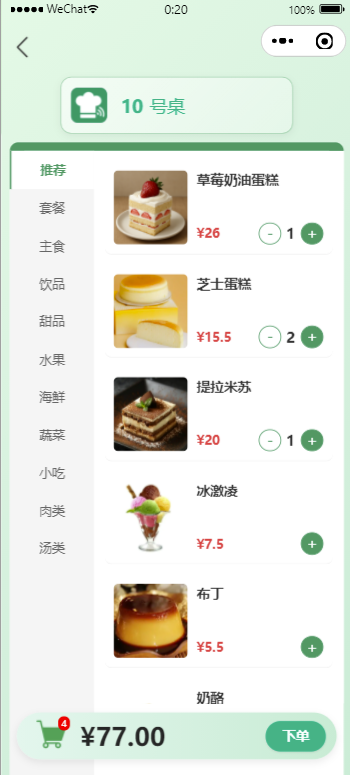 WeChat 0:20 100%
10 号桌
推荐
套餐
主食
饮品
甜品
水果
海鲜
蔬菜
小吃
肉类
汤类
草莓奶油蛋糕
¥26 - 1 +
芝士蛋糕
¥15.5 - 2 +
提拉米苏
¥20 - 1 +
冰激凌
¥7.5 +
布丁
¥5.5 +
奶酪
4
¥77.00 下单